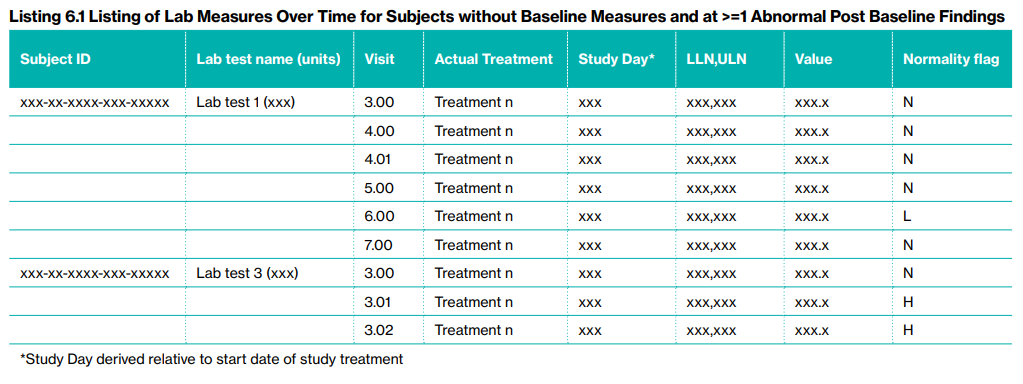 Listing 6.1 Listing of Lab Measures Over Time for Subjects without Baseline Measures and at >=1 Abnormal Post Baseline Findings
Subject ID Lab test name (units) Visit Actual Treatment Study Day* LLN,ULN Value Normality flag
xxx-xx-xxxx-xxx-xxxxx Lab test 1 (xxx) 3.00 Treatment n xxx xxx,xxx xxx.x N
4.00 Treatment n xxx xxx,xxx xxx.x N
4.01 Treatment n xxx xxx,xxx xxx.x N
5.00 Treatment n xxx xxx,xxx xxx.x N
6.00 Treatment n xxx xxx,xxx xxx.x L
7.00 Treatment n xxx xxx,xxx xxx.x N
xxx-xx-xxxx-xxx-xxxxx Lab test 3 (xxx) 3.00 Treatment n xxx xxx,xxx xxx.x N
3.01 Treatment n xxx xxx,xxx xxx.x H
3.02 Treatment n xxx xxx,xxx xxx.x H
*Study Day derived relative to start date of study treatment